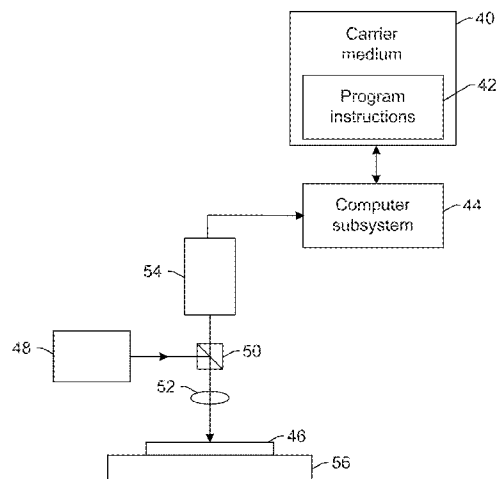 40
Carrier
medium
42
Program
instructions
Computer
subsystem
44
54
48
50
52
46
56